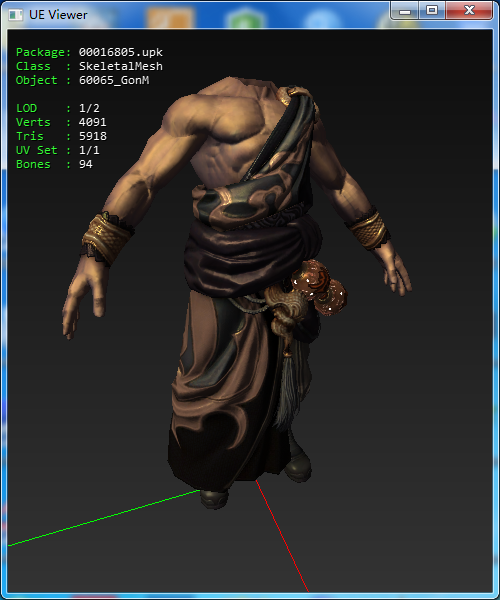 UE Viewer
Package: 00016805.upk
Class : SkeletalMesh
Object : 60065_GonM
LOD : 1/2
Verts : 4091
Tris : 5918
UV Set : 1/1
Bones : 94